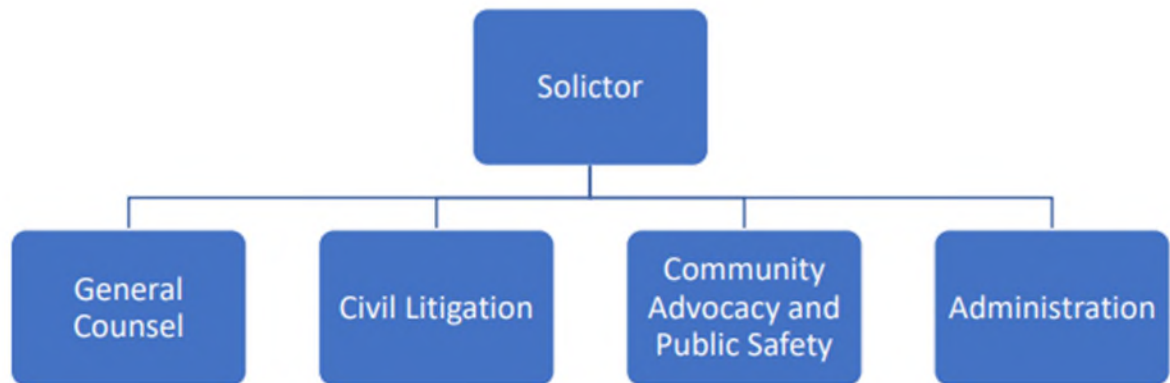 Solictor
General
Counsel
Civil Litigation
Community
Advocacy and
Public Safety
Administration